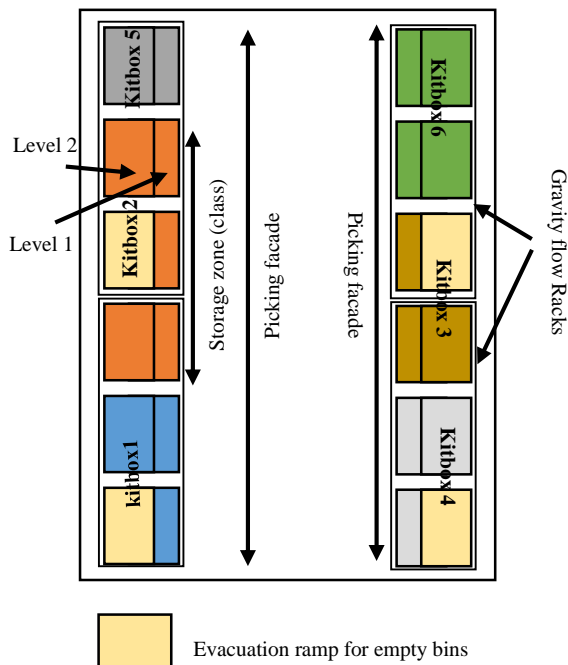 Kitbox 5
Level 2
Level 1
Kitbox 2
kitbox1
Storage zone (class)
Picking facade
Picking facade
Kitbox 6
Kitbox 3
Kitbox 4
Gravity flow Racks
Evacuation ramp for empty bins